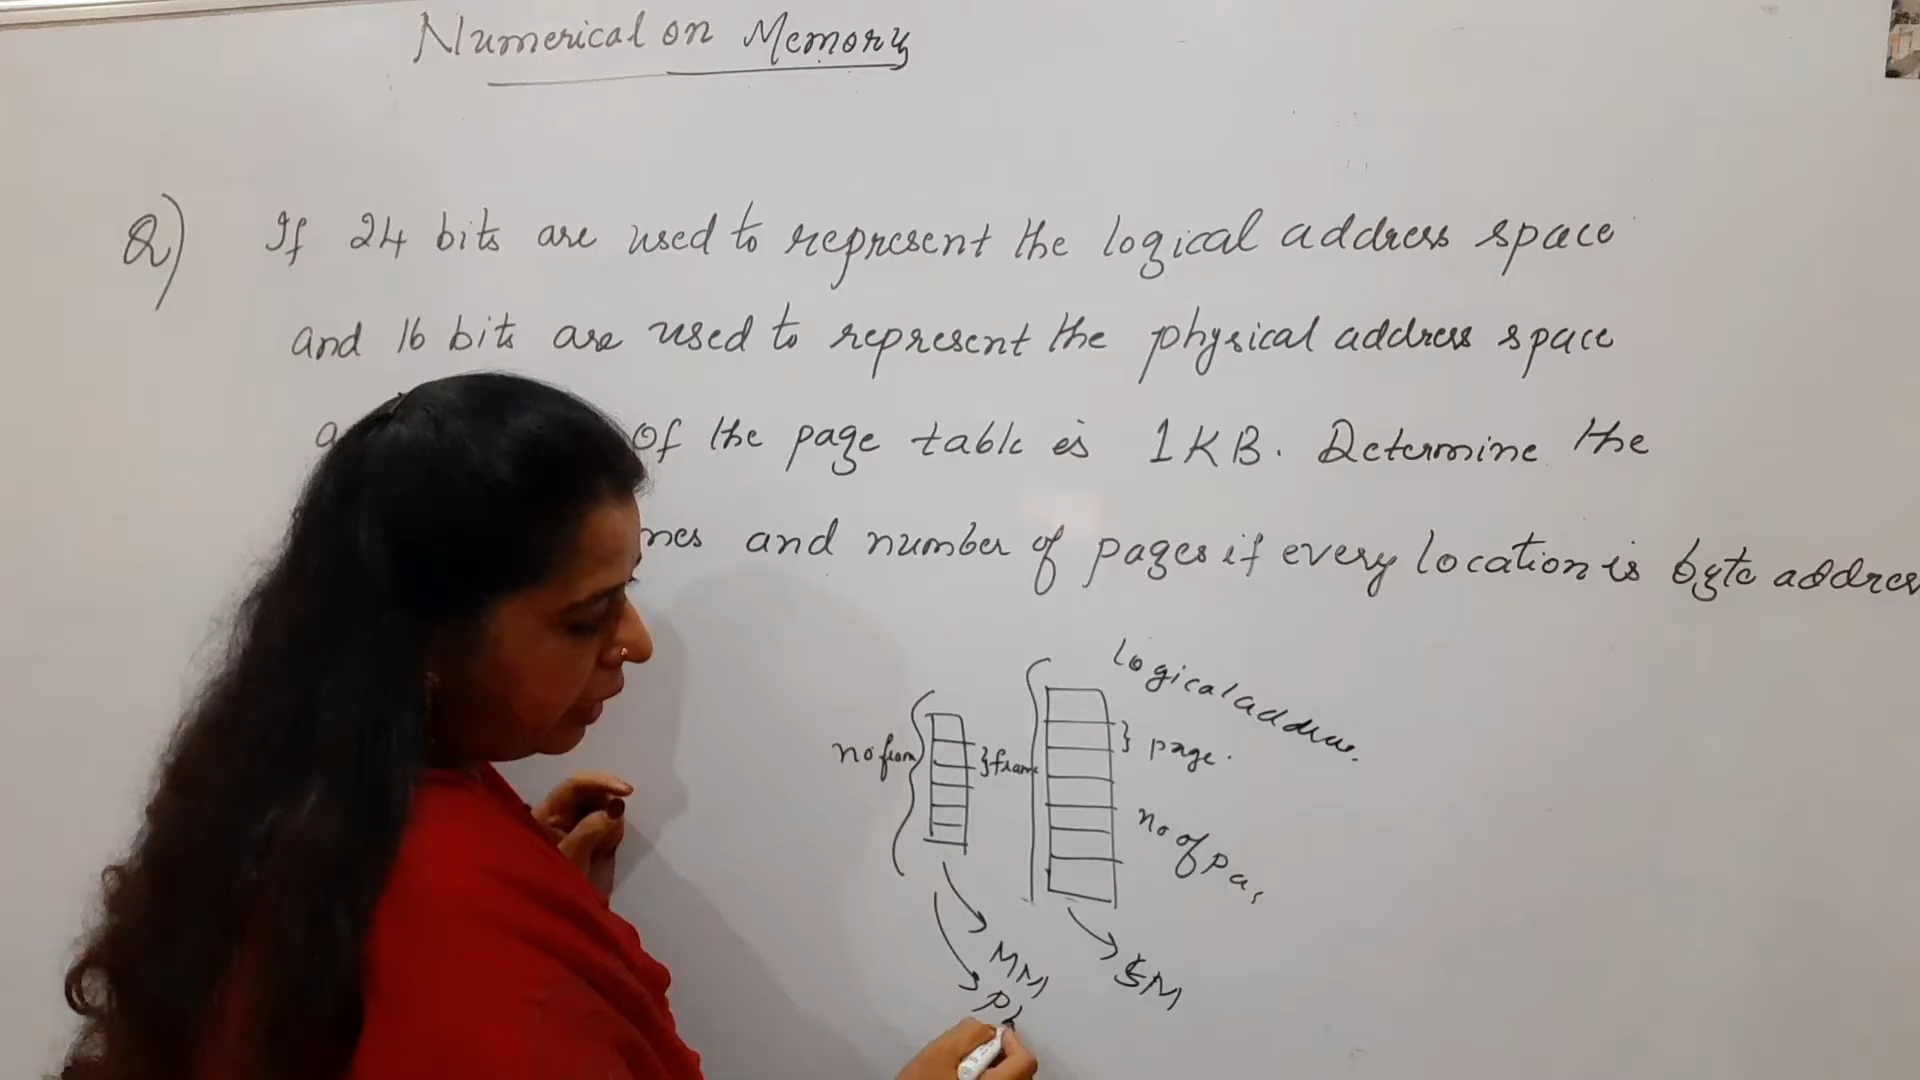 Numerical on Memory
Q) If 24 bits are used to represent the logical address space
and 16 bits are used to represent the physical address space
of the page table is 1KB. Determine the
mes and number of pages if every location is byte addres
logical addre
no fram } frame } page.
no of pa
MM
SM